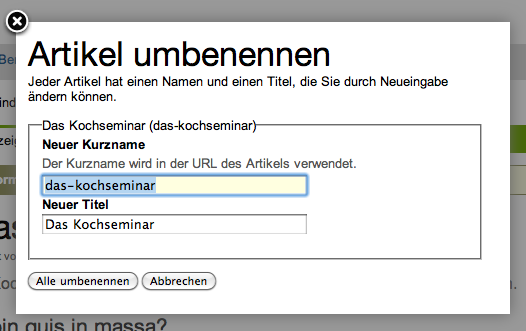 Artikel umbenennen
Jeder Artikel hat einen Namen und einen Titel, die Sie durch Neueingabe
ändern können.
Das Kochseminar (das-kochseminar)
Neuer Kurzname
Der Kurzname wird in der URL des Artikels verwendet.
das-kochseminar
Neuer Titel
Das Kochseminar
Alle umbenennen Abbrechen
in quis in massa?